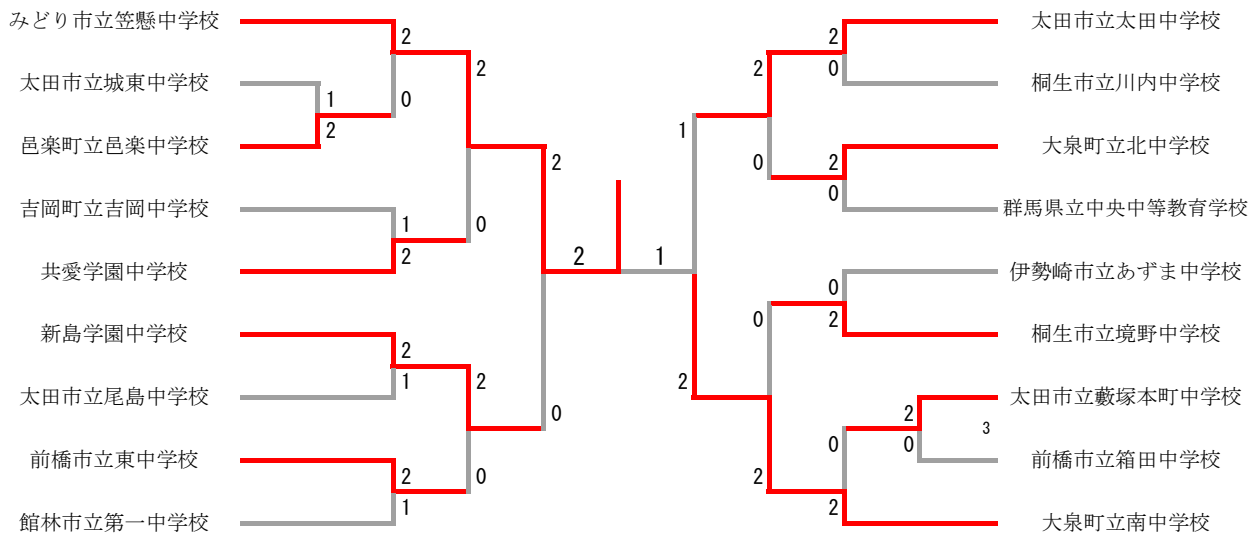 みどり市立笠懸中学校
太田市立城東中学校
邑楽町立邑楽中学校
吉岡町立吉岡中学校
共愛学園中学校
新島学園中学校
太田市立尾島中学校
前橋市立東中学校
館林市立第一中学校
2
0
1
2
2
0
1
2
2
1
2
0
2
1
2
0
2
1
1
2
2
0
0
2
2
0
2
0
0
2
0
2
2
0
3
太田市立太田中学校
桐生市立川内中学校
大泉町立北中学校
群馬県立中央中等教育学校
伊勢崎市立あずま中学校
桐生市立境野中学校
太田市立藪塚本町中学校
前橋市立箱田中学校
大泉町立南中学校